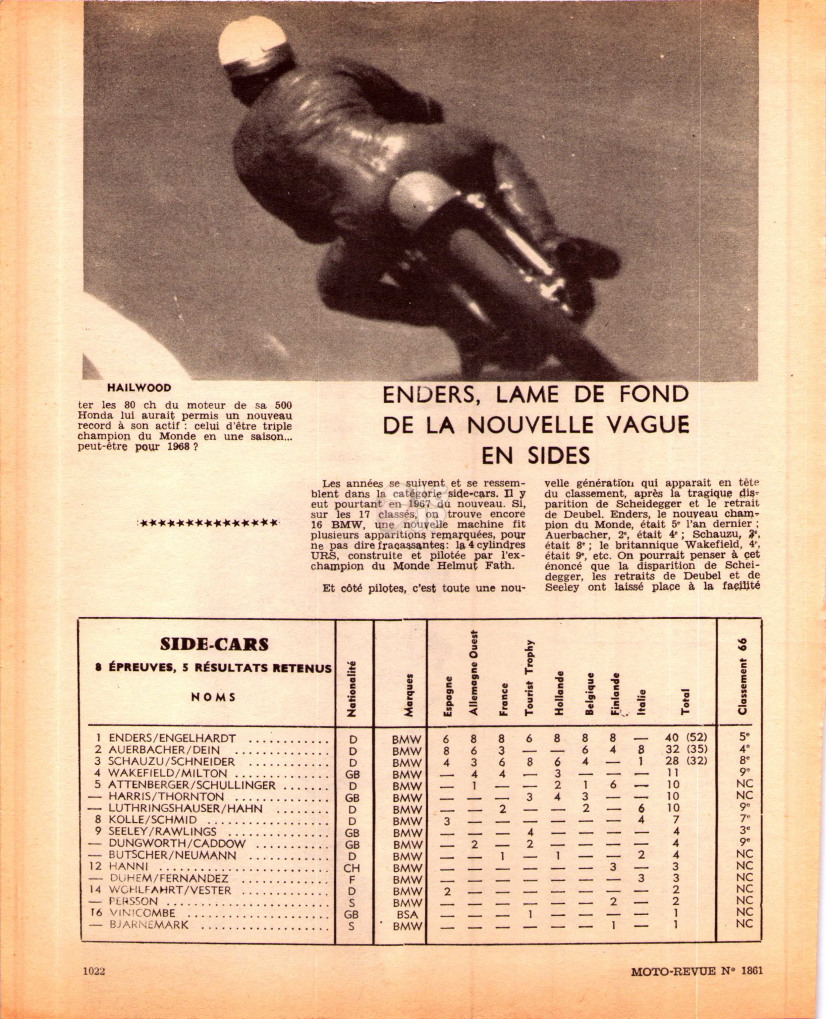 HAILWOOD
ter les 80 ch du moteur de sa 500
Honda lui aurait permis un nouveau
record à son actif : celui d'être triple
champion du Monde en une saison...
peut-être pour 1968 ?
***************
ENDERS, LAME DE FOND
DE LA NOUVELLE VAGUE
EN SIDES
Les années se suivent et se ressem-
blent dans la catégorie side-cars. Il y
eut pourtant en 1967 du nouveau. Si,
sur les 17 classés, on trouve encore
16 BMW, une nouvelle machine fit
plusieurs apparitions remarquées, pour
ne pas dire fracassantes : la 4 cylindres
URS, construite et pilotée par l'ex-
champion du Monde Helmut Fath.
Et côté pilotes, c'est toute une nou-
velle génération qui apparait en tête
du classement, après la tragique dis-
parition de Scheidegger et le retrait
de Deubel. Enders, le nouveau cham-
pion du Monde, était 5e l'an dernier ;
Auerbacher, 2e, était 4e ; Schauzu, 3e,
était 8e ; le britannique Wakefield, 4e,
était 9e, etc. On pourrait penser à cet
énoncé que la disparition de Schei-
degger, les retraits de Deubel et de
Seeley ont laissé place à la facilité
SIDE-CARS
8 ÉPREUVES, 5 RÉSULTATS RETENUS
NOMS
Nationalité
Marques
Espagne
Allemagne Ouest
France
Tourist Trophy
Hollande
Belgique
Finlande
Italie
Total
Classement 66
1 ENDERS/ENGELHARDT ............ D BMW 6 8 8 6 8 8 8 — 40 (52) 5e
2 AUERBACHER/DEIN ............ D BMW 8 6 3 — — 6 4 8 32 (35) 4e
3 SCHAUZU/SCHNEIDER ............ D BMW 4 3 6 8 6 4 — 1 28 (32) 8e
4 WAKEFIELD/MILTON ............ GB BMW — 4 4 — 3 — — — 11 9e
5 ATTENBERGER/SCHULLINGER ........ D BMW — 1 — — 2 1 6 — 10 NC
— HARRIS/THORNTON ............ GB BMW — — — 3 4 3 — — 10 NC
— LUTHRINGSHAUSER/HAHN .......... D BMW — — 2 — — 2 — 6 10 9e
8 KOLLE/SCHMID ............ D BMW 3 — — — — — — 4 7 7e
9 SEELEY/RAWLINGS ............ GB BMW — — — 4 — — — — 4 3e
— DUNGWORTH/CADDOW ............ GB BMW — 2 — 2 — — — — 4 9e
— BUTSCHER/NEUMANN ............ D BMW — — 1 — 1 — — 2 4 NC
12 HANNI ............ CH BMW — — — — — — 3 — 3 NC
— DUHEM/FERNANDEZ ............ F BMW — — — — — — — 3 3 NC
14 WOHLFAHRT/VESTER ............ D BMW 2 — — — — — — — 2 NC
— PERSSON ............ S BMW — — — — — — 2 — 2 NC
16 VINICOMBE ............ GB BSA — — — 1 — — — — 1 NC
— BJARNEMARK ............ S BMW — — — — — — 1 — 1 NC
1022
MOTO-REVUE N° 1861